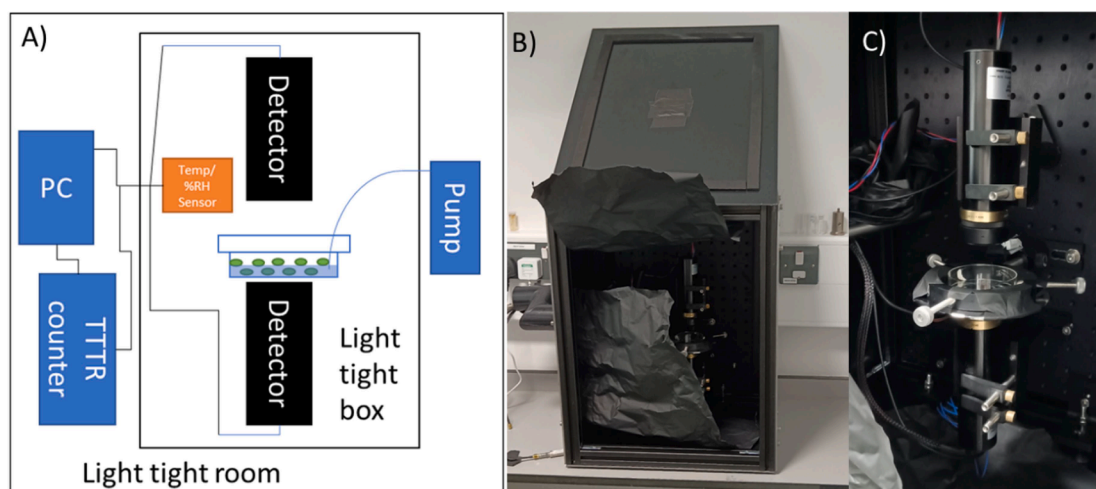 A)
Detector
PC
Temp/
%RH
Sensor
Pump
TTTR
counter
Detector
Light
tight
box
Light tight room
B)
C)